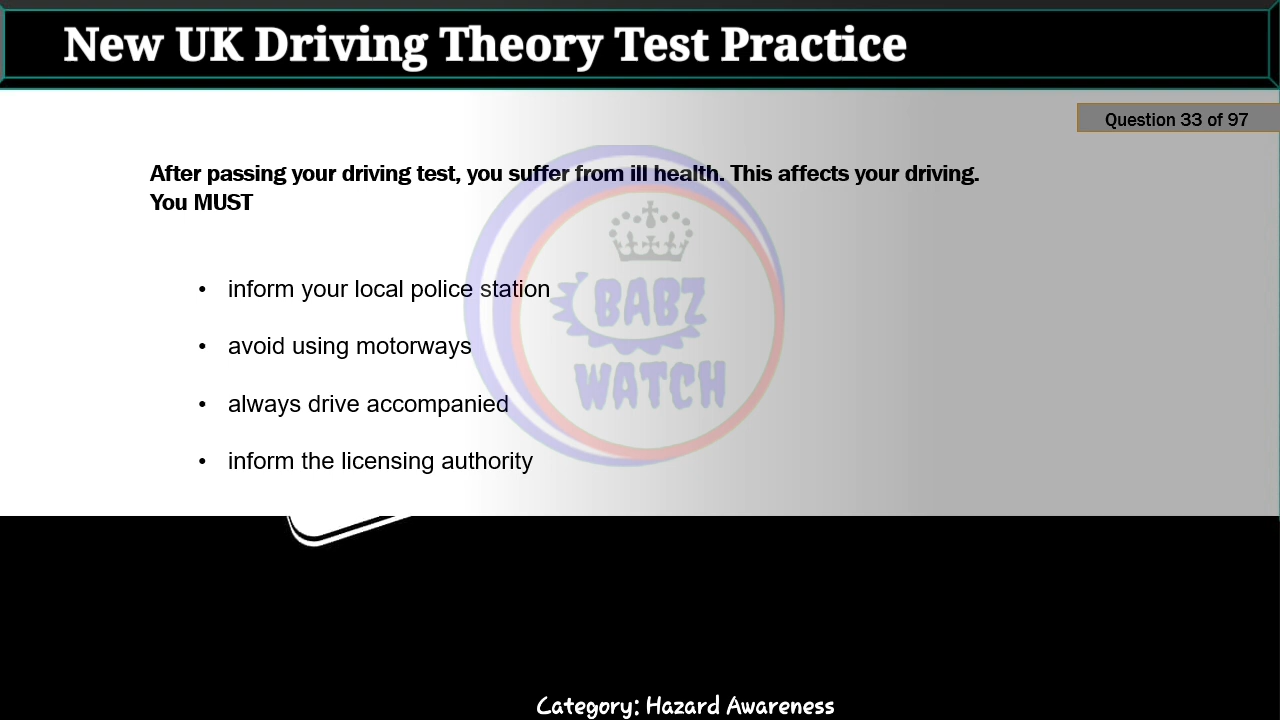 New UK Driving Theory Test Practice
Question 33 of 97
After passing your driving test, you suffer from ill health. This affects your driving.
You MUST
• inform your local police station
• avoid using motorways
• always drive accompanied
• inform the licensing authority
BABZ
WATCH
Category: Hazard Awareness